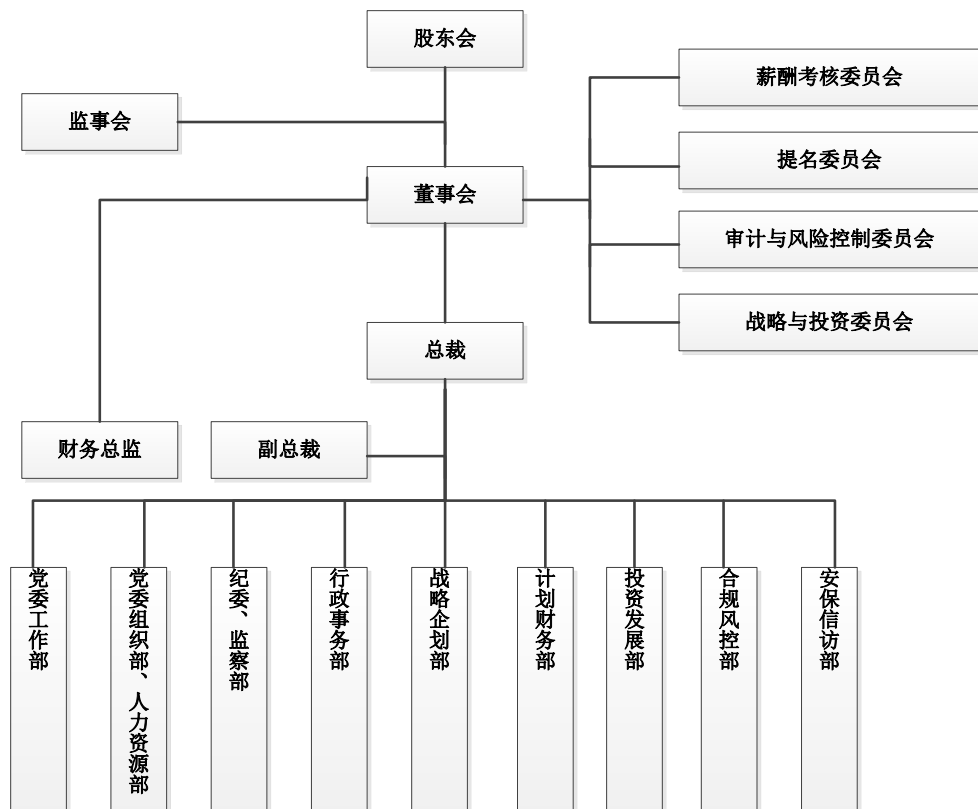 股东会
监事会
薪酬考核委员会
提名委员会
董事会
审计与风险控制委员会
战略与投资委员会
总裁
财务总监
副总裁
党委工作部
党委组织部、人力资源部
纪委、监察部
行政事务部
战略企划部
计划财务部
投资发展部
合规风控部
安保信访部